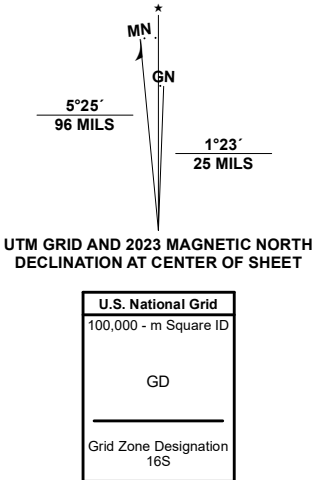 ★
MN
GN
5°25´
96 MILS
1°23´
25 MILS
UTM GRID AND 2023 MAGNETIC NORTH
DECLINATION AT CENTER OF SHEET
U.S. National Grid
100,000 - m Square ID
GD
Grid Zone Designation
16S